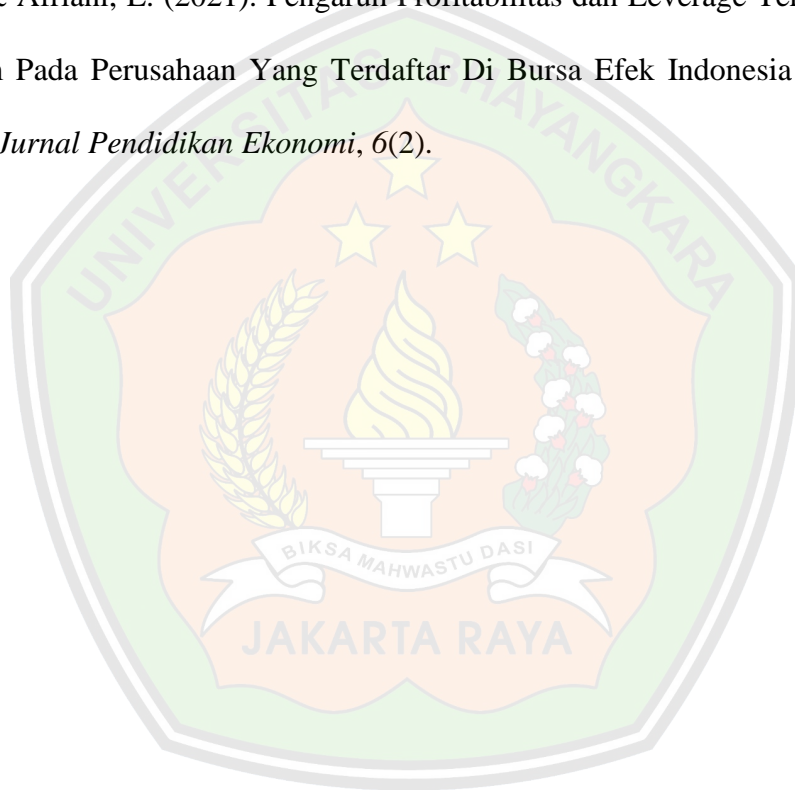 Afriani, E. (2021). Pengaruh Profitabilitas dan Leverage
Pada Perusahaan Yang Terdaftar Di Bursa Efek Indonesia
Jurnal Pendidikan Ekonomi, 6(2).
UNIVERSITAS BHAYANGKARA
BIKSA MAHWASTU DASI
JAKARTA RAYA